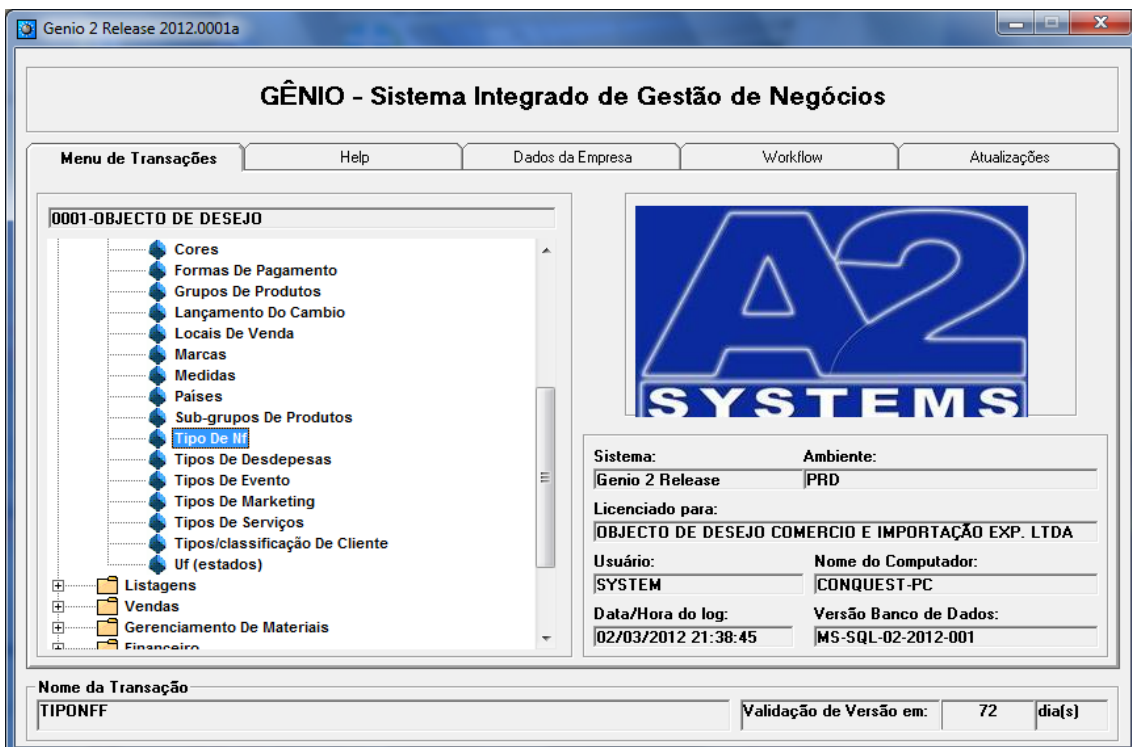 Genio 2 Release 2012.0001a
GÊNIO - Sistema Integrado de Gestão de Negócios
Menu de Transações
Help
Dados da Empresa
Workflow
Atualizações
0001-OBJECTO DE DESEJO
Cores
Formas De Pagamento
Grupos De Produtos
Lançamento Do Cambio
Locais De Venda
Marcas
Medidas
Países
Sub-grupos De Produtos
Tipo De Nf
Tipos De Desdepesas
Tipos De Evento
Tipos De Marketing
Tipos De Serviços
Tipos/classificação De Cliente
Uf (estados)
Listagens
Vendas
Gerenciamento De Materiais
Financeiro
A2
SYSTEMS
Sistema: Ambiente:
Genio 2 Release PRD
Licenciado para:
OBJECTO DE DESEJO COMERCIO E IMPORTAÇÃO EXP. LTDA
Usuário: Nome do Computador:
SYSTEM CONQUEST-PC
Data/Hora do log: Versão Banco de Dados:
02/03/2012 21:38:45 MS-SQL-02-2012-001
Nome da Transação
TIPONFF Validação de Versão em: 72 dia(s)